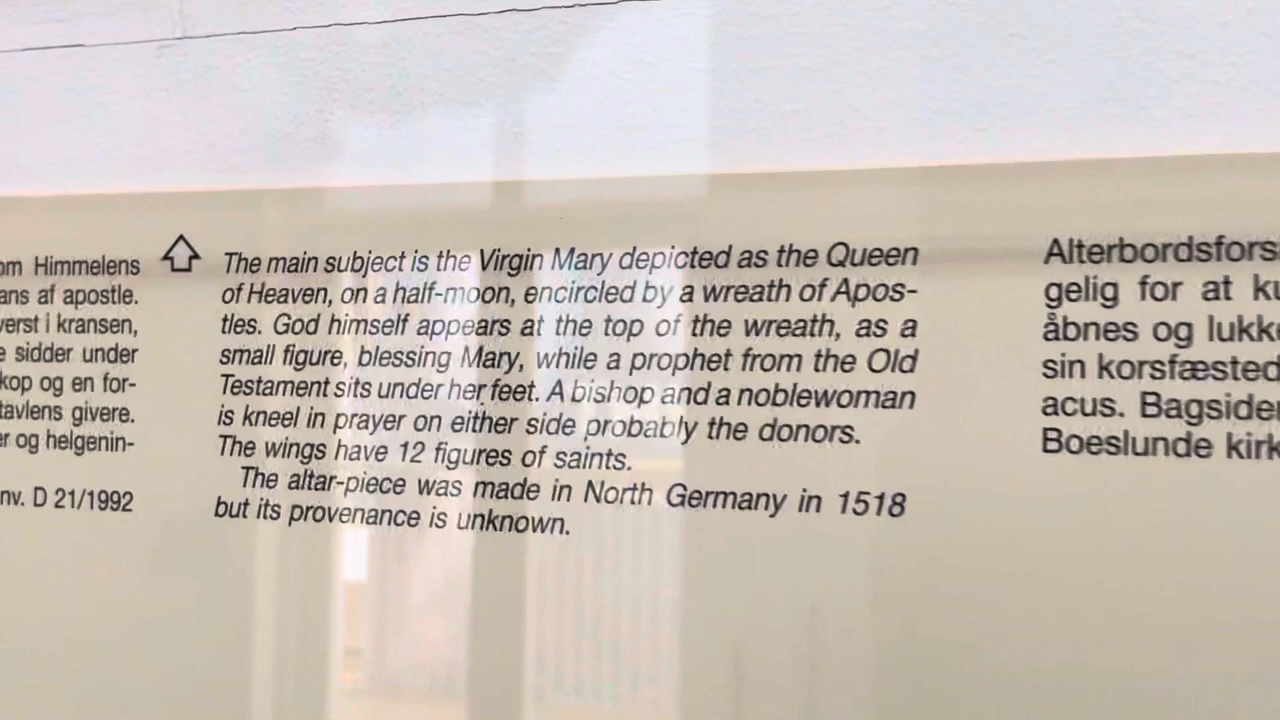 om Himmelens
ans af apostle.
verst i kransen,
e sidder under
kop og en for-
tavlens givere.
er og helgenin-
nv. D 21/1992
The main subject is the Virgin Mary depicted as the Queen
of Heaven, on a half-moon, encircled by a wreath of Apos-
tles. God himself appears at the top of the wreath, as a
small figure, blessing Mary, while a prophet from the Old
Testament sits under her feet. A bishop and a noblewoman
is kneel in prayer on either side probably the donors.
The wings have 12 figures of saints.
The altar-piece was made in North Germany in 1518
but its provenance is unknown.
Alterbordsfors
gelig for at ku
åbnes og lukke
sin korsfæsted
acus. Bagsiden
Boeslunde kirk